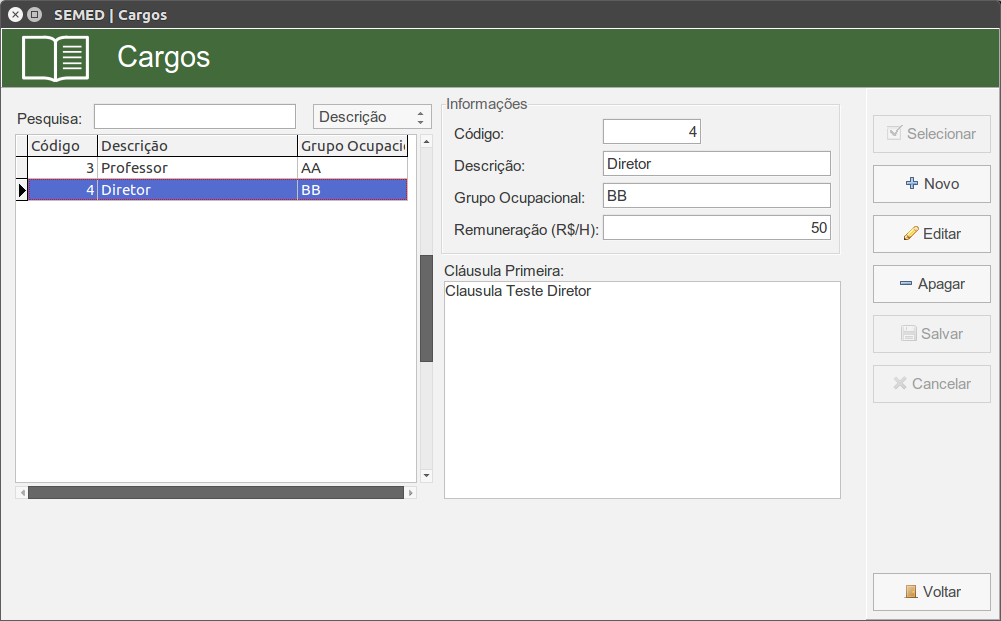 SEMED | Cargos
Cargos
Pesquisa:
Descrição
Código Descrição Grupo Ocupaci
3 Professor AA
4 Diretor BB
Informações
Código: 4
Descrição: Diretor
Grupo Ocupacional: BB
Remuneração (R$/H): 50
Cláusula Primeira:
Clausula Teste Diretor
Selecionar
Novo
Editar
Apagar
Salvar
Cancelar
Voltar